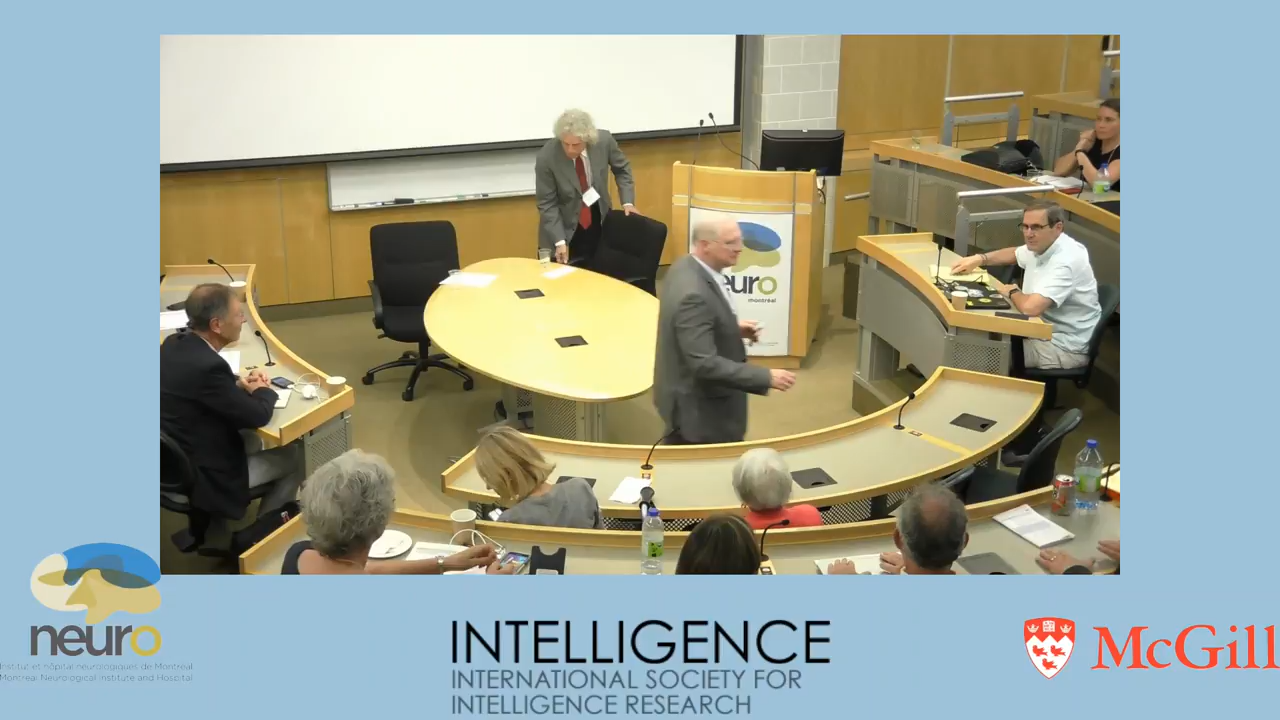 euro
montréal
neuro
Institut et hôpital neurologiques de Montréal
Montreal Neurological Institute and Hospital
INTELLIGENCE
INTERNATIONAL SOCIETY FOR
INTELLIGENCE RESEARCH
McGill